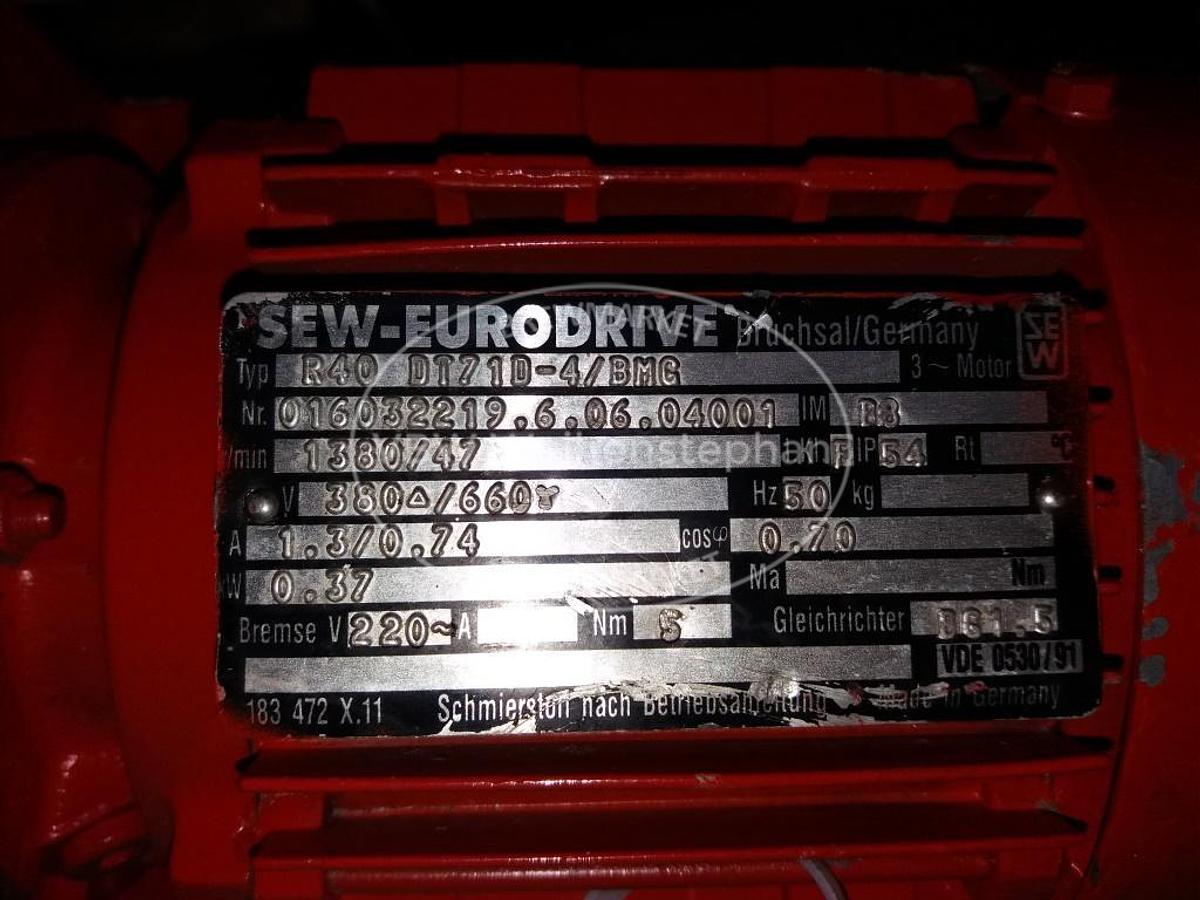 SEW-EURODRIVE Bruchsal/Germany
SEW
Typ R40 DT71D-4/BMG 3~Motor
Nr. 016032219.6.06.04001 IM B3
/min 1380/47 Kl F IP 54 Rt °C
V 380△/660Y Hz 50 kg
A 1.3/0.74 cosφ 0.70
kW 0.37 Ma Nm
Bremse V 220~ A Nm 5 Gleichrichter BG1.5
VDE 0530/91
183 472 X.11 nach Made in Germany